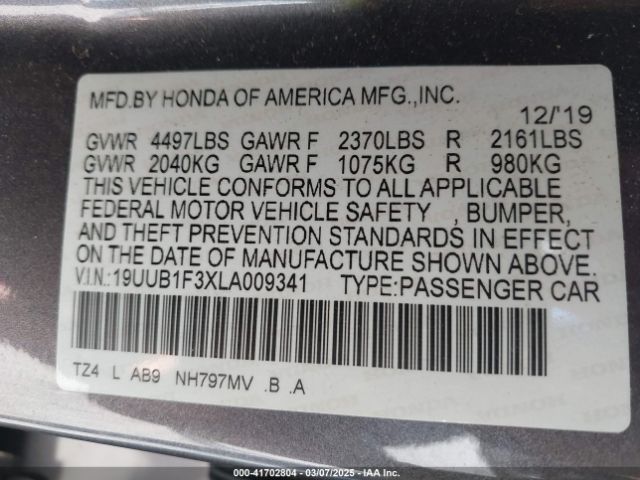 MFD.BY HONDA OF AMERICA MFG.,INC.
12/'19
GVWR 4497LBS GAWR F 2370LBS R 2161LBS
GVWR 2040KG GAWR F 1075KG R 980KG
THIS VEHICLE CONFORMS TO ALL APPLICABLE
FEDERAL MOTOR VEHICLE SAFETY , BUMPER,
AND THEFT PREVENTION STANDARDS IN EFFECT
ON THE DATE OF MANUFACTURE SHOWN ABOVE.
V.I.N.:19UUB1F3XLA009341 TYPE:PASSENGER CAR
TZ4 L AB9 NH797MV .B .A
000-41702804 | 03/07/2025 - IAA Inc.